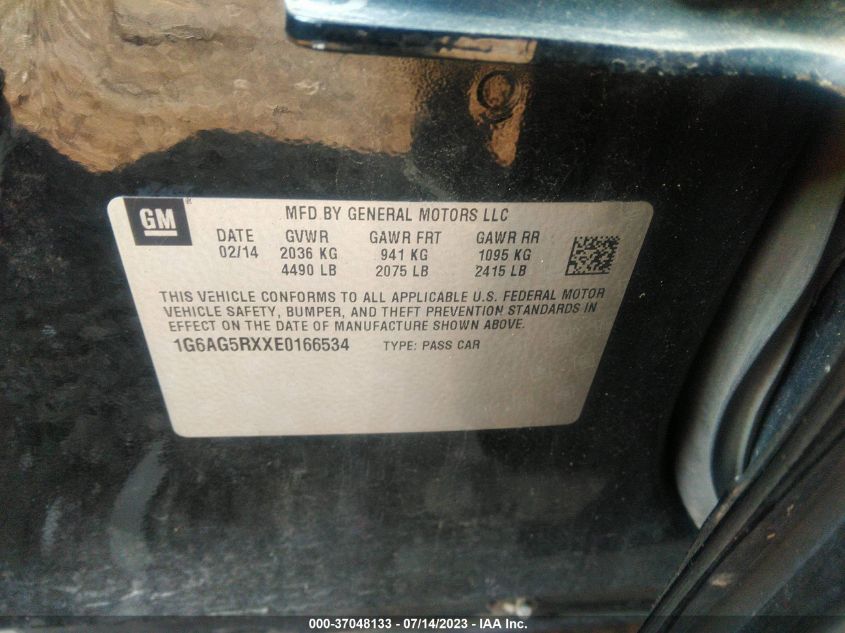 GM
MFD BY GENERAL MOTORS LLC
DATE GVWR GAWR FRT GAWR RR
02/14 2036 KG 941 KG 1095 KG
4490 LB 2075 LB 2415 LB
THIS VEHICLE CONFORMS TO ALL APPLICABLE U.S. FEDERAL MOTOR
VEHICLE SAFETY, BUMPER, AND THEFT PREVENTION STANDARDS IN
EFFECT ON THE DATE OF MANUFACTURE SHOWN ABOVE.
1G6AG5RXXE0166534 TYPE: PASS CAR
000-37048133 - 07/14/2023 - IAA Inc.